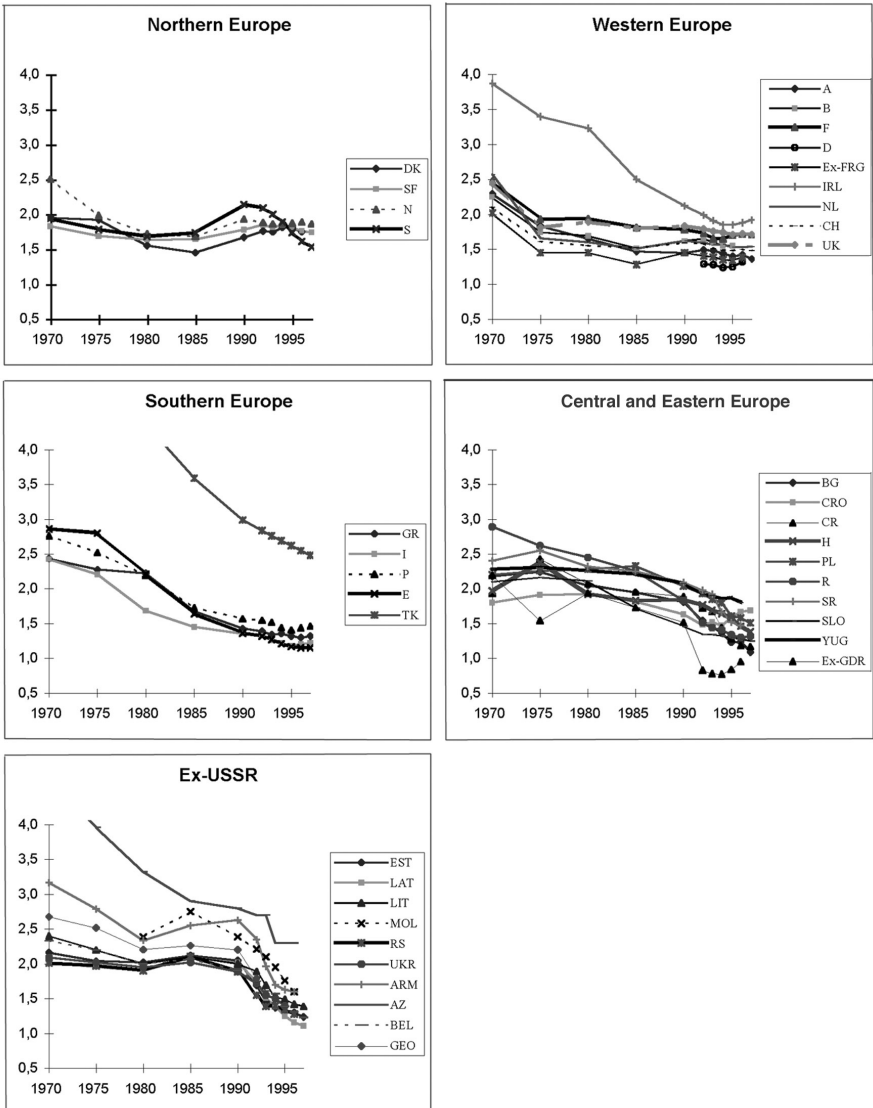 Northern Europe
4,0
3,5
3,0
2,5
2,0
1,5
1,0
0,5
1970 1975 1980 1985 1990 1995
DK
SF
N
S
Western Europe
4,0
3,5
3,0
2,5
2,0
1,5
1,0
0,5
1970 1975 1980 1985 1990 1995
A
B
F
D
Ex-FRG
IRL
NL
CH
UK
Southern Europe
4,0
3,5
3,0
2,5
2,0
1,5
1,0
0,5
1970 1975 1980 1985 1990 1995
GR
I
P
E
TK
Central and Eastern Europe
4,0
3,5
3,0
2,5
2,0
1,5
1,0
0,5
1970 1975 1980 1985 1990 1995
BG
CRO
CR
H
PL
R
SR
SLO
YUG
Ex-GDR
Ex-USSR
4,0
3,5
3,0
2,5
2,0
1,5
1,0
0,5
1970 1975 1980 1985 1990 1995
EST
LAT
LIT
MOL
RS
UKR
ARM
AZ
BEL
GEO